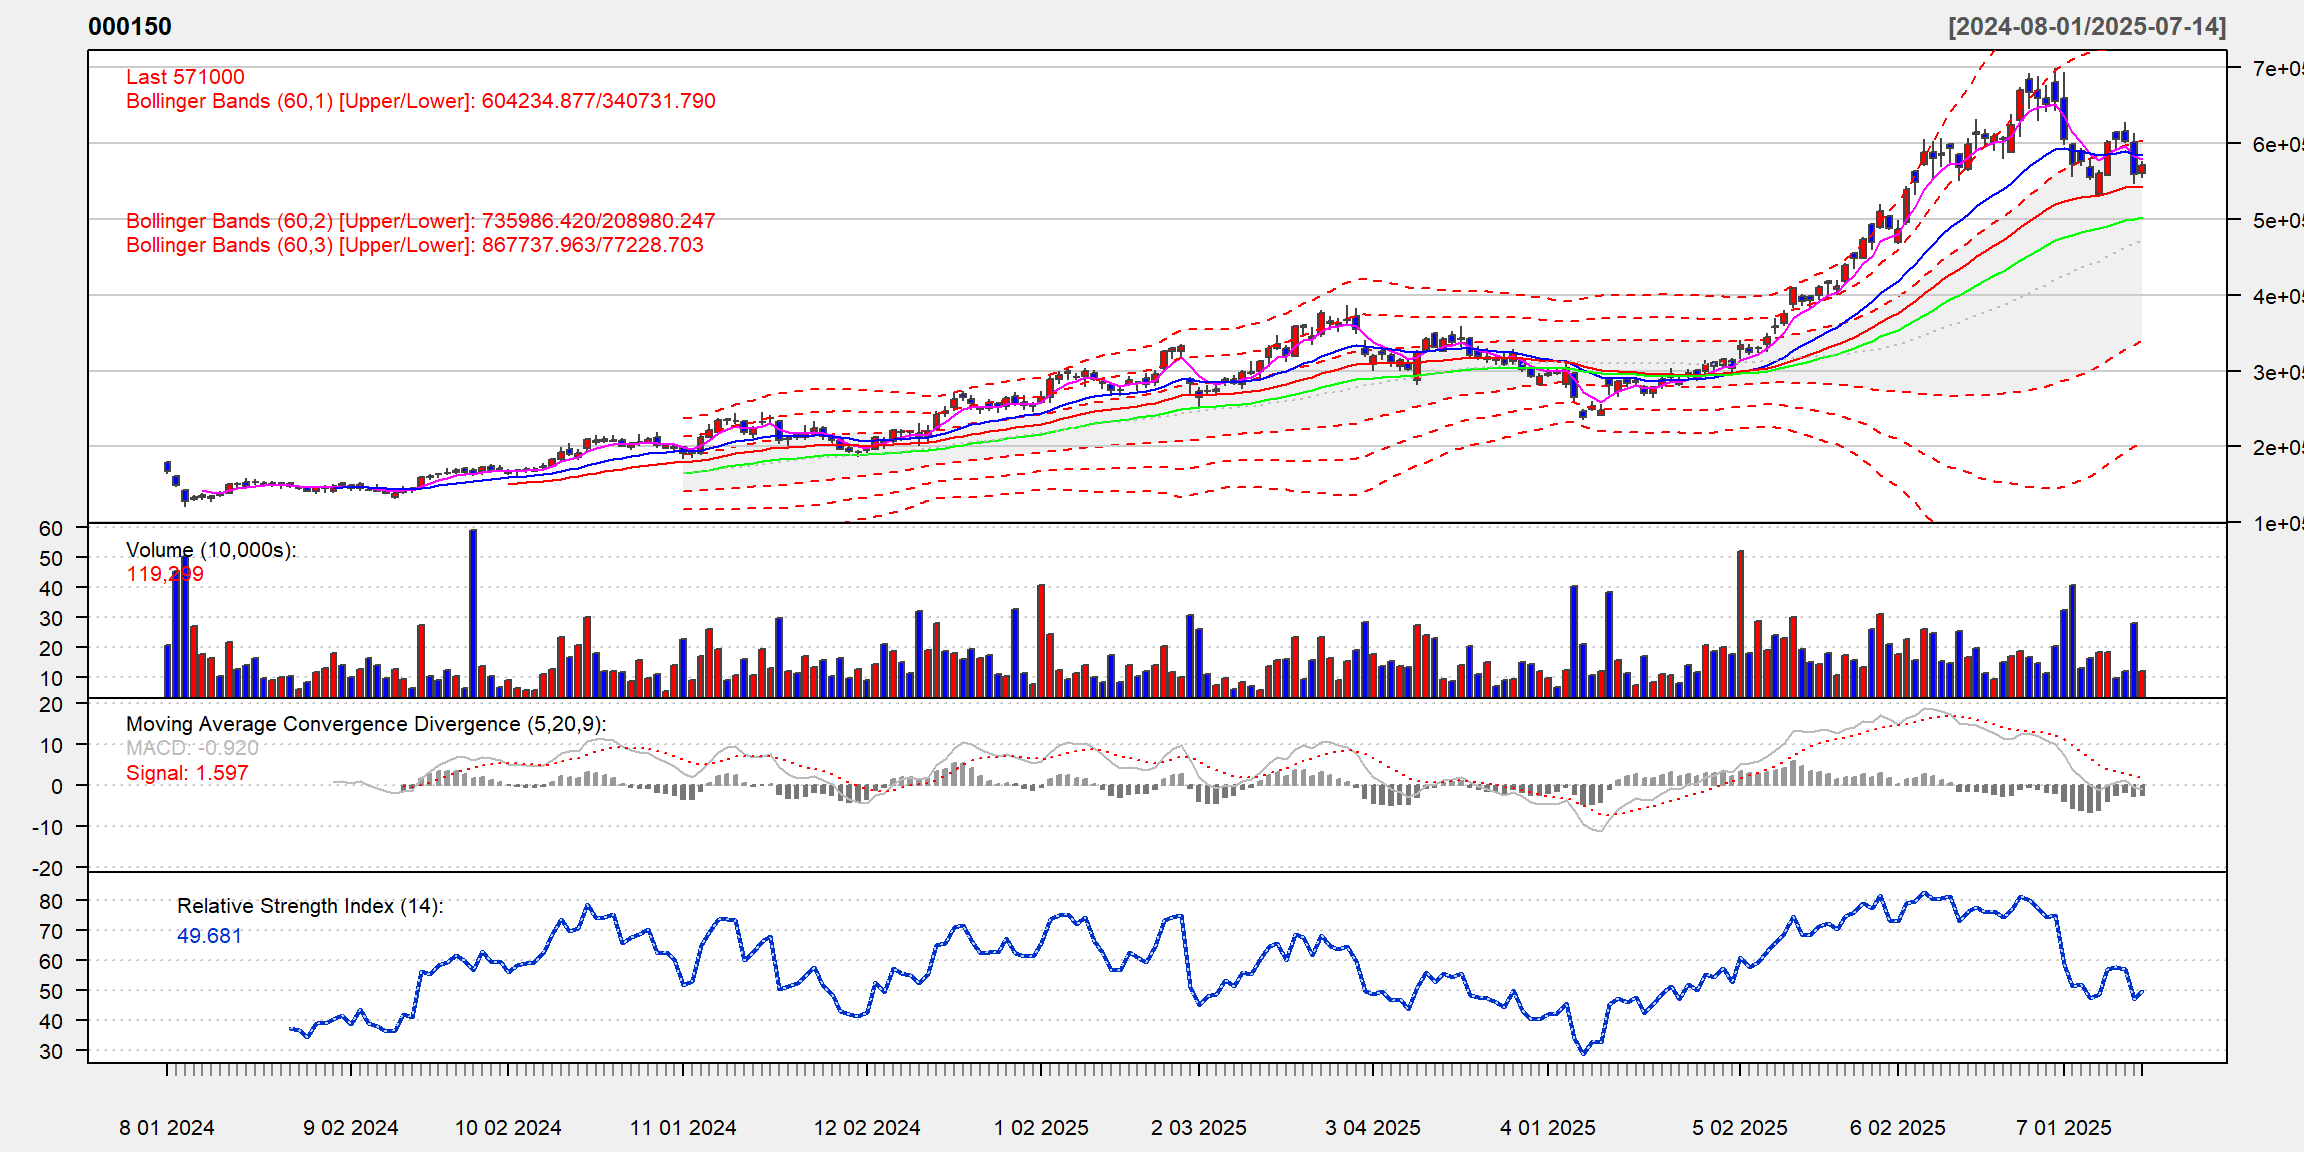 000150 [2024-08-01/2025-07-14]
Last 571000
Bollinger Bands (60,1) [Upper/Lower]: 604234.877/340731.790
Bollinger Bands (60,2) [Upper/Lower]: 735986.420/208980.247
Bollinger Bands (60,3) [Upper/Lower]: 867737.963/77228.703
7e+05
6e+05
5e+05
4e+05
3e+05
2e+05
1e+05
Volume (10,000s):
119,299
60
50
40
30
20
10
Moving Average Convergence Divergence (5,20,9):
MACD: -0.920
Signal: 1.597
20
10
0
-10
-20
Relative Strength Index (14):
49.681
80
70
60
50
40
30
8 01 2024 9 02 2024 10 02 2024 11 01 2024 12 02 2024 1 02 2025 2 03 2025 3 04 2025 4 01 2025 5 02 2025 6 02 2025 7 01 2025